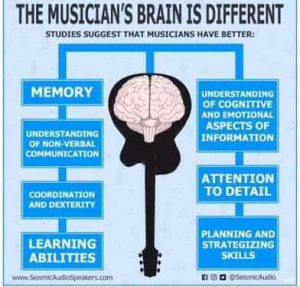 THE MUSICIAN'S BRAIN IS DIFFERENT
STUDIES SUGGEST THAT MUSICIANS HAVE BETTER:
MEMORY
UNDERSTANDING
OF NON-VERBAL
COMMUNICATION
COORDINATION
AND DEXTERITY
LEARNING
ABILITIES
UNDERSTANDING
OF COGNITIVE
AND EMOTIONAL
ASPECTS OF
INFORMATION
ATTENTION
TO DETAIL
PLANNING AND
STRATEGIZING
SKILLS
www.SeismicAudioSpeakers.com
@SeismicAudio